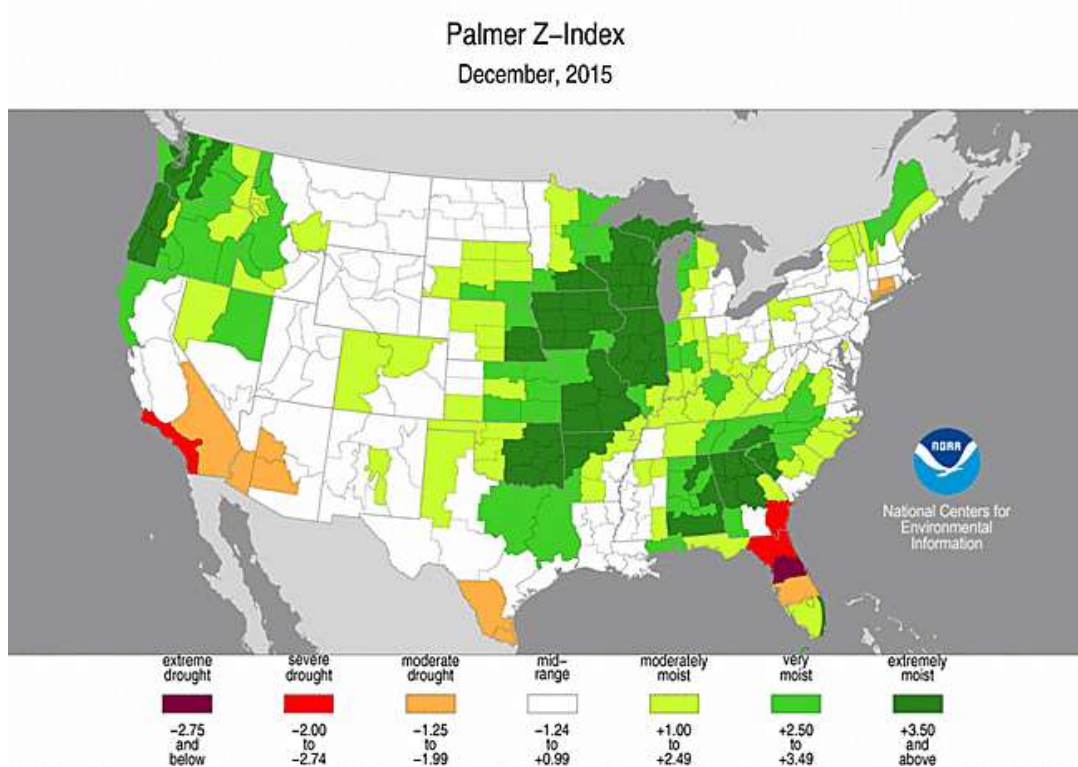 Palmer Z-Index
December, 2015
NOAA
National Centers for
Environmental
Information
extreme
drought
severe
drought
moderate
drought
mid-
range
moderately
moist
very
moist
extremely
moist
-2.75
and
below
-2.00
to
-2.74
-1.25
to
-1.99
-1.24
to
+0.99
+1.00
to
+2.49
+2.50
to
+3.49
+3.50
and
above